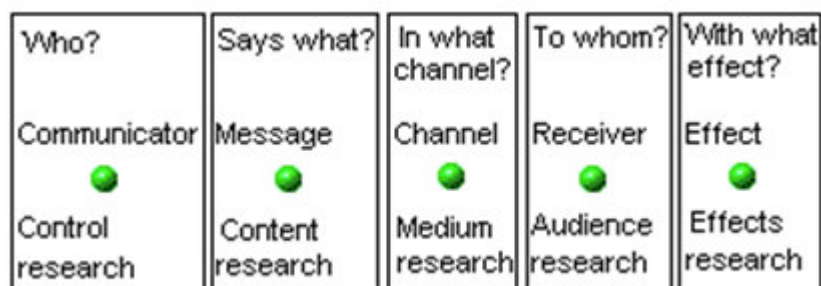 Who?
Communicator
Control
research
Says what?
Message
Content
research
In what
channel?
Channel
Medium
research
To whom?
Receiver
Audience
research
With what
effect?
Effect
Effects
research